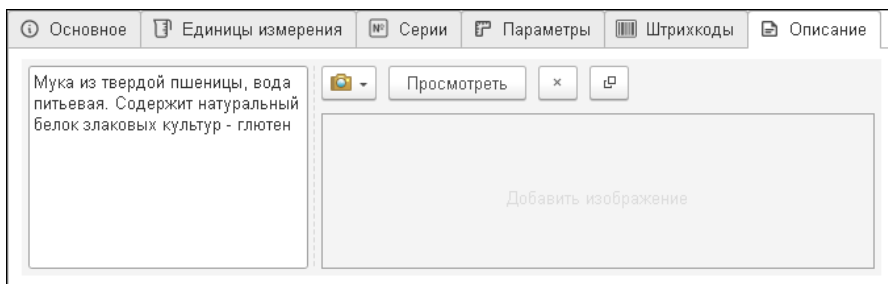 Основное Единицы измерения № Серии Параметры Штрихкоды Описание
Мука из твердой пшеницы, вода
питьевая. Содержит натуральный
белок злаковых культур - глютен
Просмотреть ×
Добавить изображение